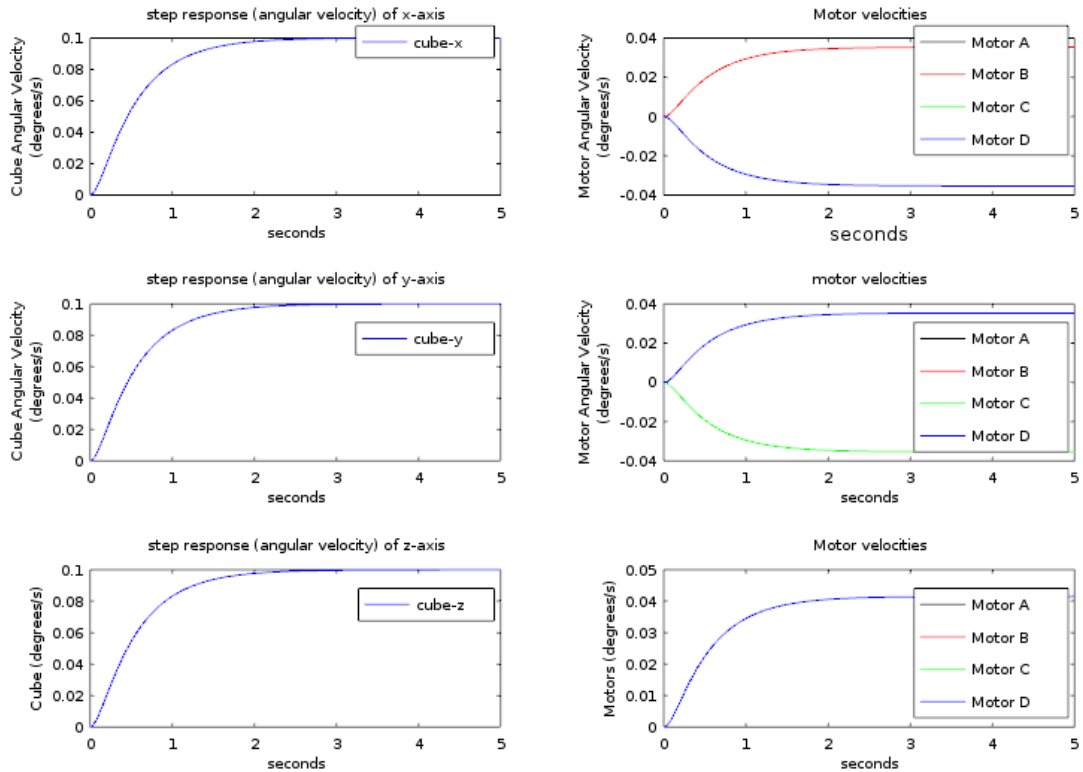 step response (angular velocity) of x-axis
Cube Angular Velocity
(degrees/s)
0.1
0.08
0.06
0.04
0.02
0
cube-x
0 1 2 3 4 5
seconds
Motor velocities
Motor Angular Velocity
(degrees/s)
0.04
0.02
0
-0.02
-0.04
Motor A
Motor B
Motor C
Motor D
0 1 2 3 4 5
seconds
step response (angular velocity) of y-axis
Cube Angular Velocity
(degrees/s)
0.1
0.08
0.06
0.04
0.02
0
cube-y
0 1 2 3 4 5
seconds
motor velocities
Motor Angular Velocity
(degrees/s)
0.04
0.02
0
-0.02
-0.04
Motor A
Motor B
Motor C
Motor D
0 1 2 3 4 5
seconds
step response (angular velocity) of z-axis
Cube (degrees/s)
0.1
0.08
0.06
0.04
0.02
0
cube-z
0 1 2 3 4 5
seconds
Motor velocities
Motors (degrees/s)
0.05
0.04
0.03
0.02
0.01
0
Motor A
Motor B
Motor C
Motor D
0 1 2 3 4 5
seconds